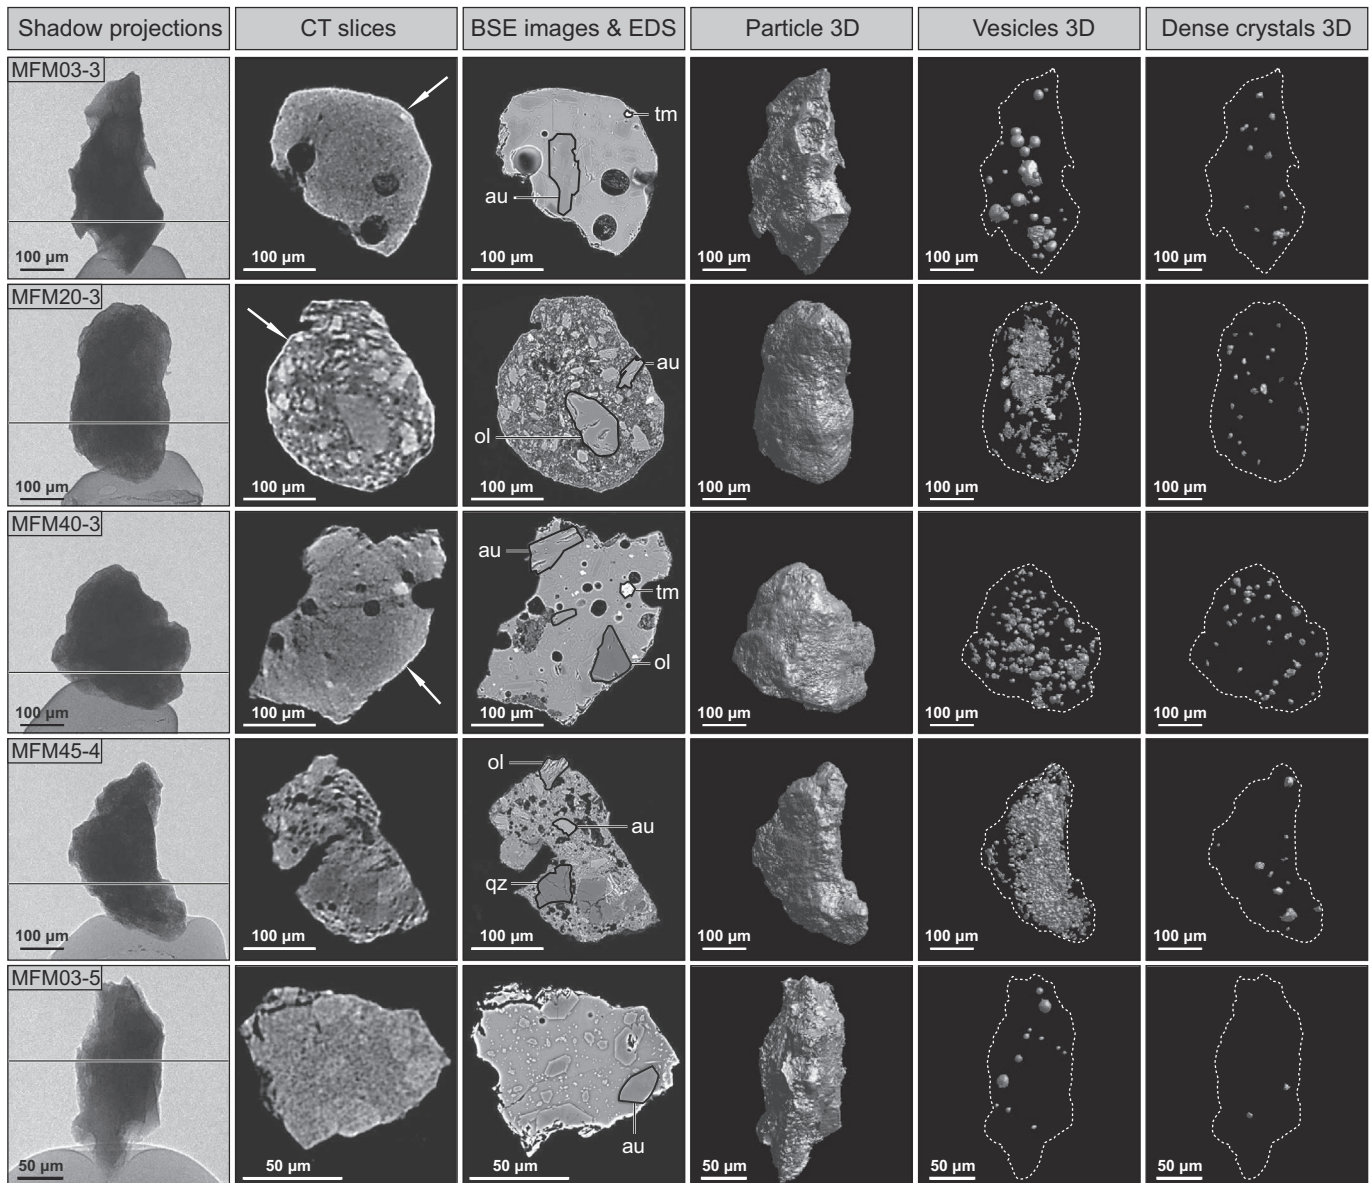 Shadow projections
CT slices
BSE images & EDS
Particle 3D
Vesicles 3D
Dense crystals 3D
MFM03-3
tm
au
100 µm
100 µm
100 µm
100 µm
100 µm
100 µm
MFM20-3
au
ol
100 µm
100 µm
100 µm
100 µm
100 µm
100 µm
MFM40-3
au
tm
ol
100 µm
100 µm
100 µm
100 µm
100 µm
100 µm
MFM45-4
ol
au
qz
100 µm
100 µm
100 µm
100 µm
100 µm
100 µm
MFM03-5
au
50 µm
50 µm
50 µm
50 µm
50 µm
50 µm